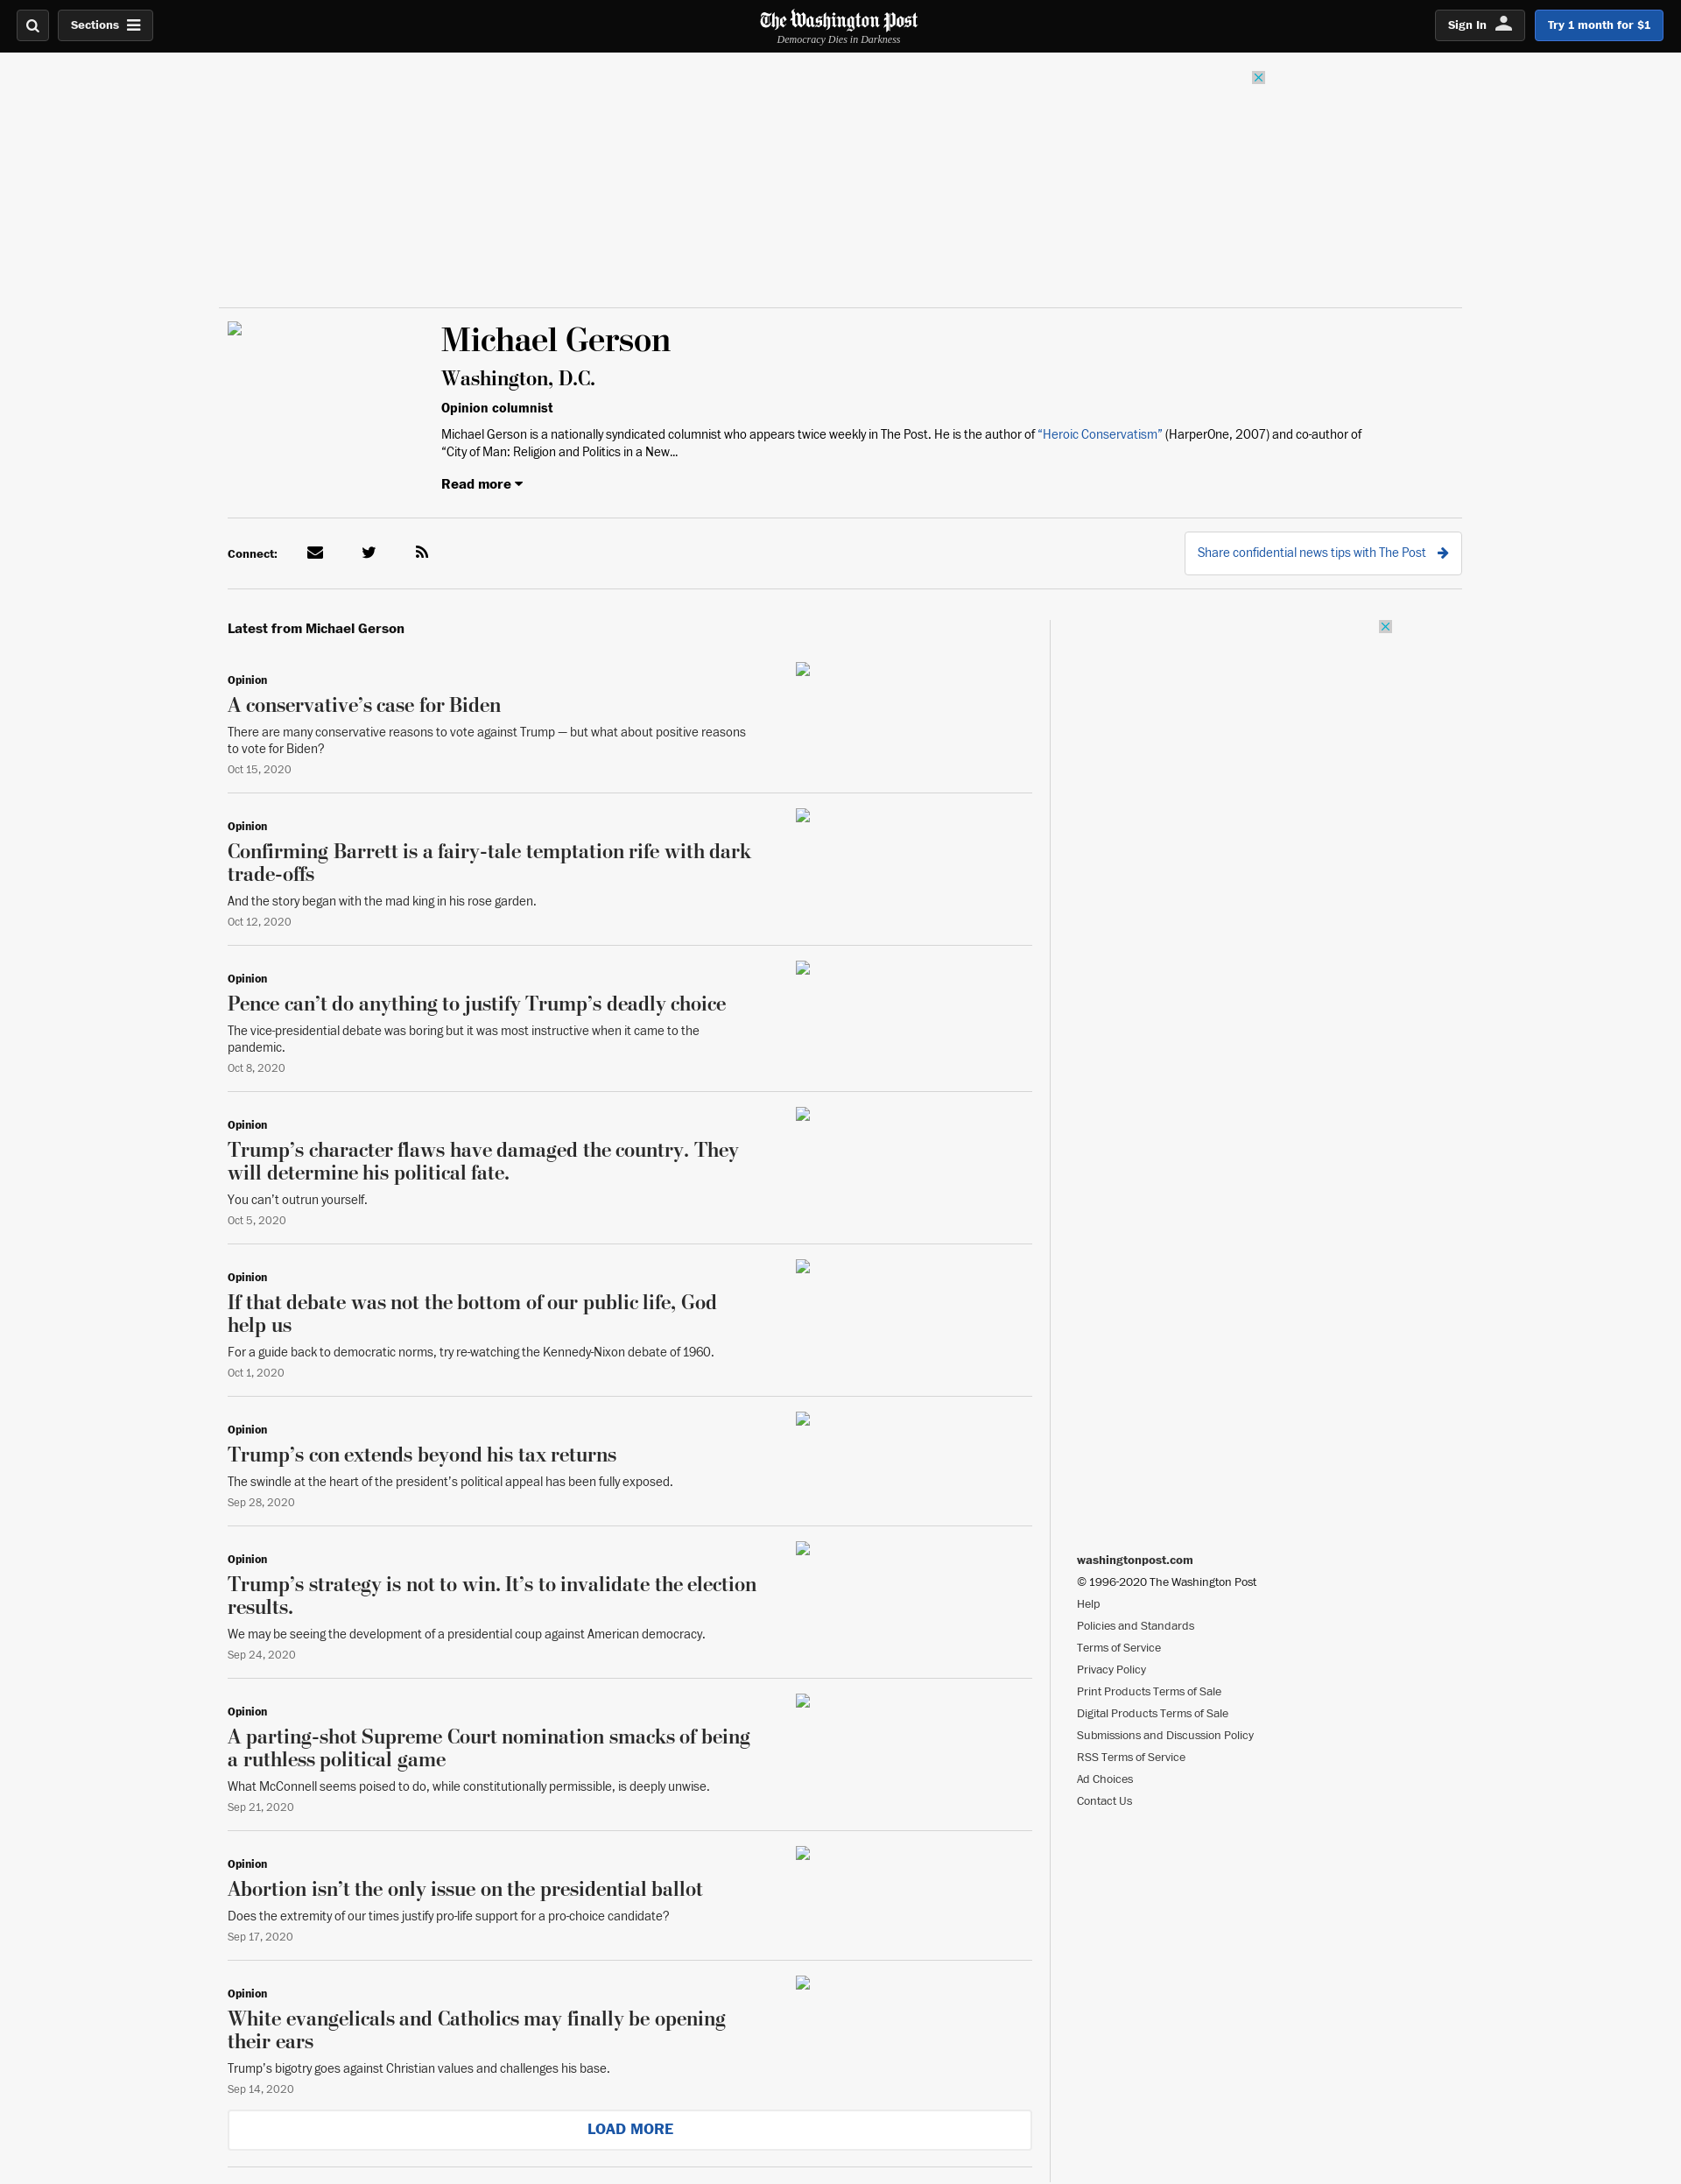 Sections
The Washington Post
Democracy Dies in Darkness
Sign In
Try 1 month for $1
Michael Gerson
Washington, D.C.
Opinion columnist
Michael Gerson is a nationally syndicated columnist who appears twice weekly in The Post. He is the author of “Heroic Conservatism” (HarperOne, 2007) and co-author of
“City of Man: Religion and Politics in a New...
Read more
Connect:
Share confidential news tips with The Post
Latest from Michael Gerson
Opinion
A conservative’s case for Biden
There are many conservative reasons to vote against Trump — but what about positive reasons
to vote for Biden?
Oct 15, 2020
Opinion
Confirming Barrett is a fairy-tale temptation rife with dark
trade-offs
And the story began with the mad king in his rose garden.
Oct 12, 2020
Opinion
Pence can’t do anything to justify Trump’s deadly choice
The vice-presidential debate was boring but it was most instructive when it came to the
pandemic.
Oct 8, 2020
Opinion
Trump’s character flaws have damaged the country. They
will determine his political fate.
You can’t outrun yourself.
Oct 5, 2020
Opinion
If that debate was not the bottom of our public life, God
help us
For a guide back to democratic norms, try re-watching the Kennedy-Nixon debate of 1960.
Oct 1, 2020
Opinion
Trump’s con extends beyond his tax returns
The swindle at the heart of the president’s political appeal has been fully exposed.
Sep 28, 2020
Opinion
Trump’s strategy is not to win. It’s to invalidate the election
results.
We may be seeing the development of a presidential coup against American democracy.
Sep 24, 2020
Opinion
A parting-shot Supreme Court nomination smacks of being
a ruthless political game
What McConnell seems poised to do, while constitutionally permissible, is deeply unwise.
Sep 21, 2020
Opinion
Abortion isn’t the only issue on the presidential ballot
Does the extremity of our times justify pro-life support for a pro-choice candidate?
Sep 17, 2020
Opinion
White evangelicals and Catholics may finally be opening
their ears
Trump’s bigotry goes against Christian values and challenges his base.
Sep 14, 2020
LOAD MORE
washingtonpost.com
© 1996-2020 The Washington Post
Help
Policies and Standards
Terms of Service
Privacy Policy
Print Products Terms of Sale
Digital Products Terms of Sale
Submissions and Discussion Policy
RSS Terms of Service
Ad Choices
Contact Us